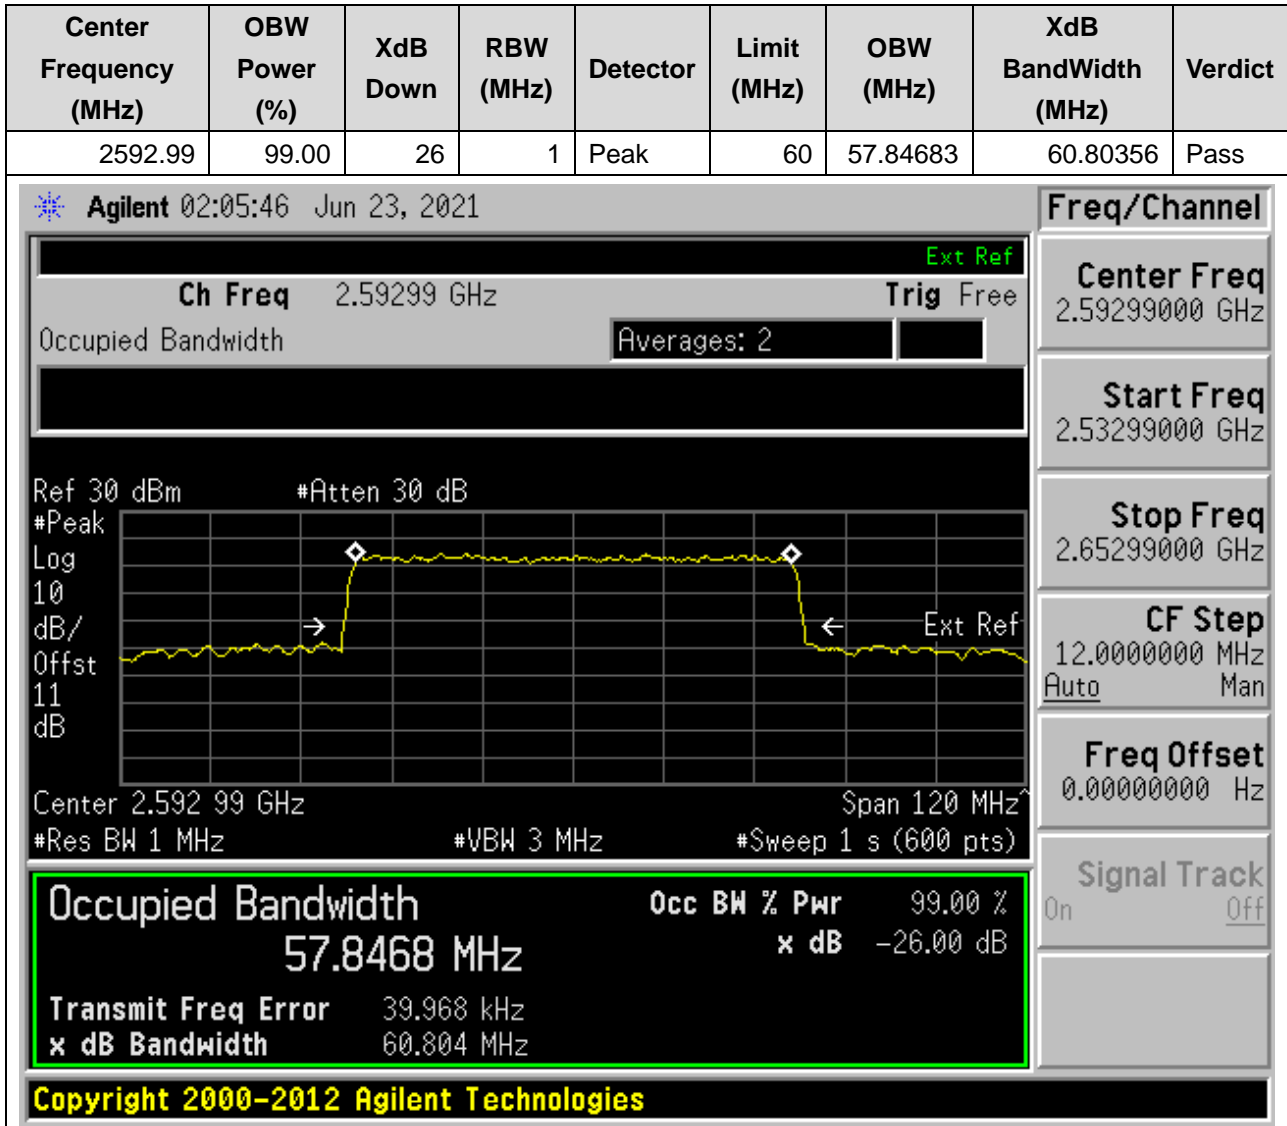 Center Frequency (MHz) OBW Power (%) XdB Down RBW (MHz) Detector Limit (MHz) OBW (MHz) XdB BandWidth (MHz) Verdict
2592.99 99.00 26 1 Peak 60 57.84683 60.80356 Pass
Agilent 02:05:46 Jun 23, 2021
Freq/Channel
Ext Ref
Ch Freq 2.59299 GHz Trig Free
Occupied Bandwidth Averages: 2
Center Freq
2.59299000 GHz
Start Freq
2.53299000 GHz
Stop Freq
2.65299000 GHz
CF Step
12.0000000 MHz
Auto Man
Freq Offset
0.00000000 Hz
Signal Track
On Off
Ref 30 dBm #Atten 30 dB
#Peak
Log
10
dB/
Offst
11
dB
Ext Ref
Center 2.592 99 GHz Span 120 MHz^
#Res BW 1 MHz #VBW 3 MHz #Sweep 1 s (600 pts)
Occupied Bandwidth
57.8468 MHz
Occ BW % Pwr 99.00 %
x dB -26.00 dB
Transmit Freq Error 39.968 kHz
x dB Bandwidth 60.804 MHz
Copyright 2000-2012 Agilent Technologies